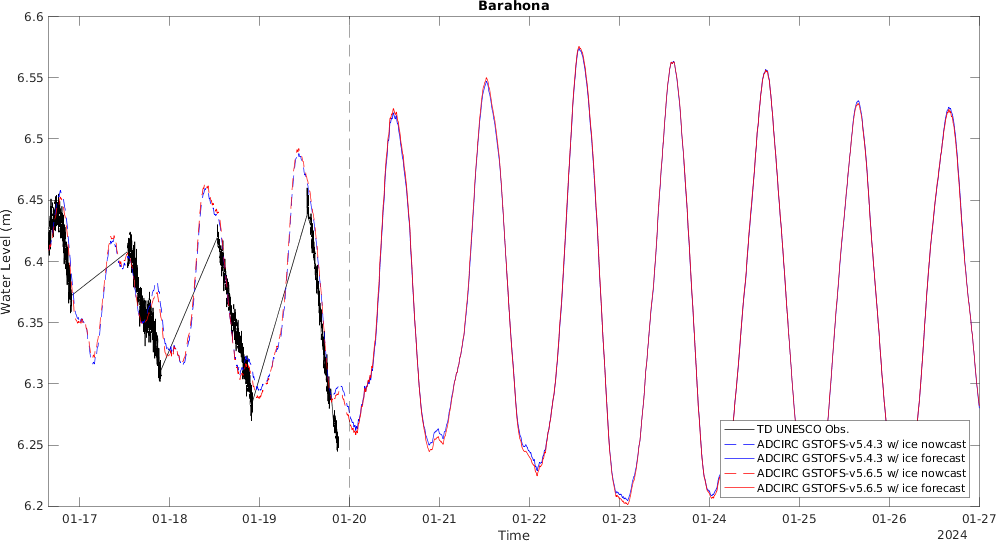 Barahona
6.6
6.55
6.5
6.45
6.4
6.35
6.3
6.25
6.2
Water Level (m)
TD UNESCO Obs.
ADCIRC GSTOFS-v5.4.3 w/ ice nowcast
ADCIRC GSTOFS-v5.4.3 w/ ice forecast
ADCIRC GSTOFS-v5.6.5 w/ ice nowcast
ADCIRC GSTOFS-v5.6.5 w/ ice forecast
01-17 01-18 01-19 01-20 01-21 01-22 01-23 01-24 01-25 01-26 01-27
Time
2024